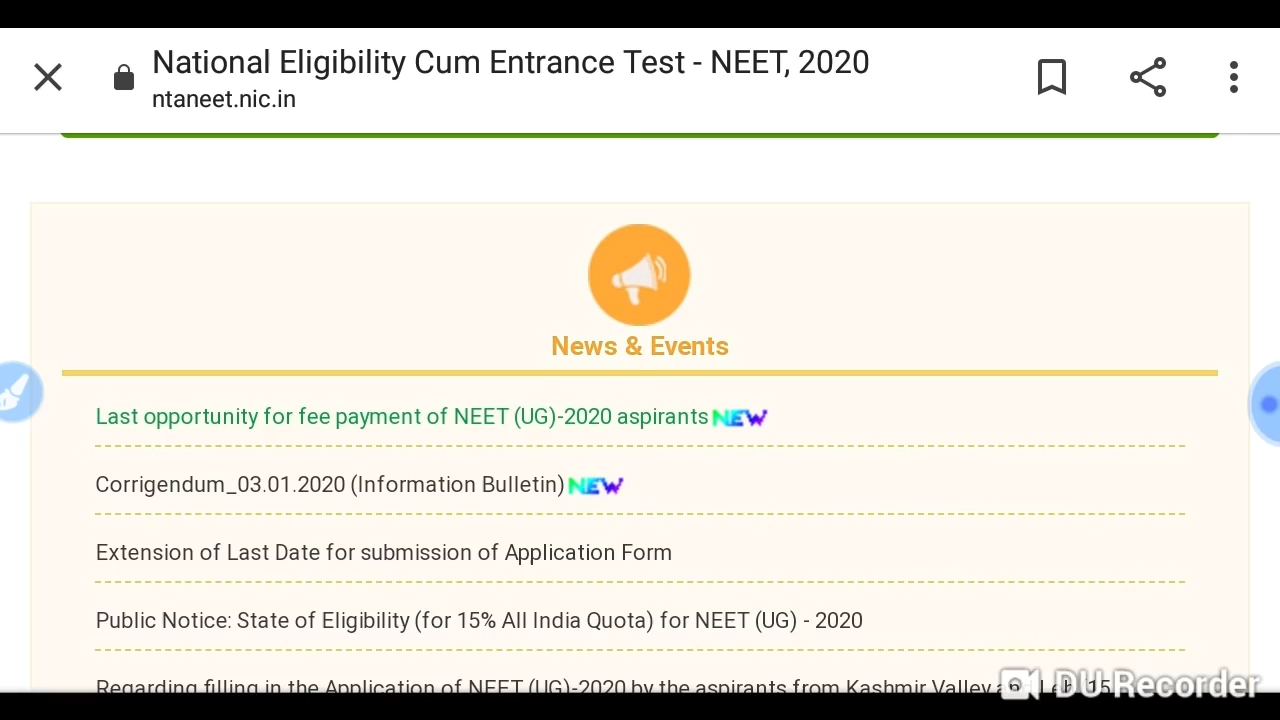 National Eligibility Cum Entrance Test - NEET, 2020
ntaneet.nic.in
News & Events
Last opportunity for fee payment of NEET (UG)-2020 aspirants NEW
Corrigendum_03.01.2020 (Information Bulletin) NEW
Extension of Last Date for submission of Application Form
Public Notice: State of Eligibility (for 15% All India Quota) for NEET (UG) - 2020
Regarding filling in the Application of NEET (UG)-2020 by the aspirants from Kashmir Valley and
DU Recorder